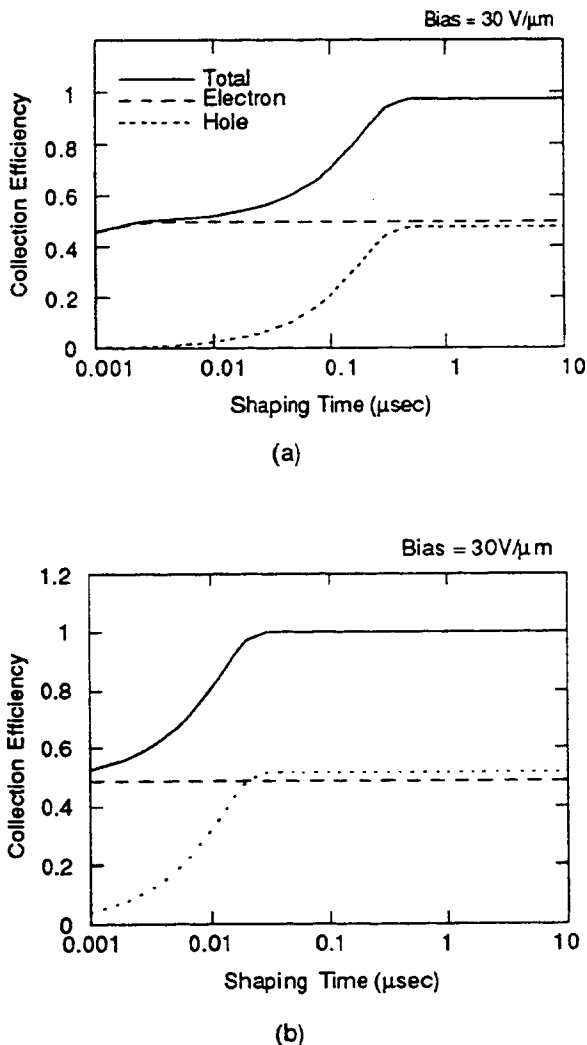 Bias = 30 V/μm
Total
Electron
Hole
1
0.8
0.6
0.4
0.2
0
Collection Efficiency
0.001
0.01
0.1
1
10
Shaping Time (μsec)
(a)
Bias = 30V/μm
1.2
1
0.8
0.6
0.4
0.2
0
Collection Efficiency
0.001
0.01
0.1
1
10
Shaping Time (μsec)
(b)